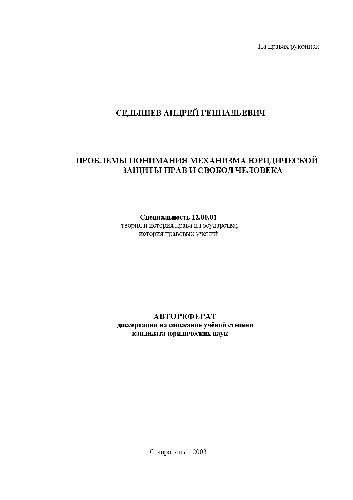 На правах рукописи
АНДРЕЙ ГЕННАДЬЕВИЧ
ПРОБЛЕМЫ ПОНИМАНИЯ МЕХАНИЗМА ЮРИДИЧЕСКОЙ
ЗАЩИТЫ ПРАВ И СВОБОД ЧЕЛОВЕКА
Специальность 12.00.01
теория и история права и государства;
история правовых учений
АВТОРЕФЕРАТ
диссертации на соискание учёной степени
кандидата юридических наук
Ставрополь – 2003